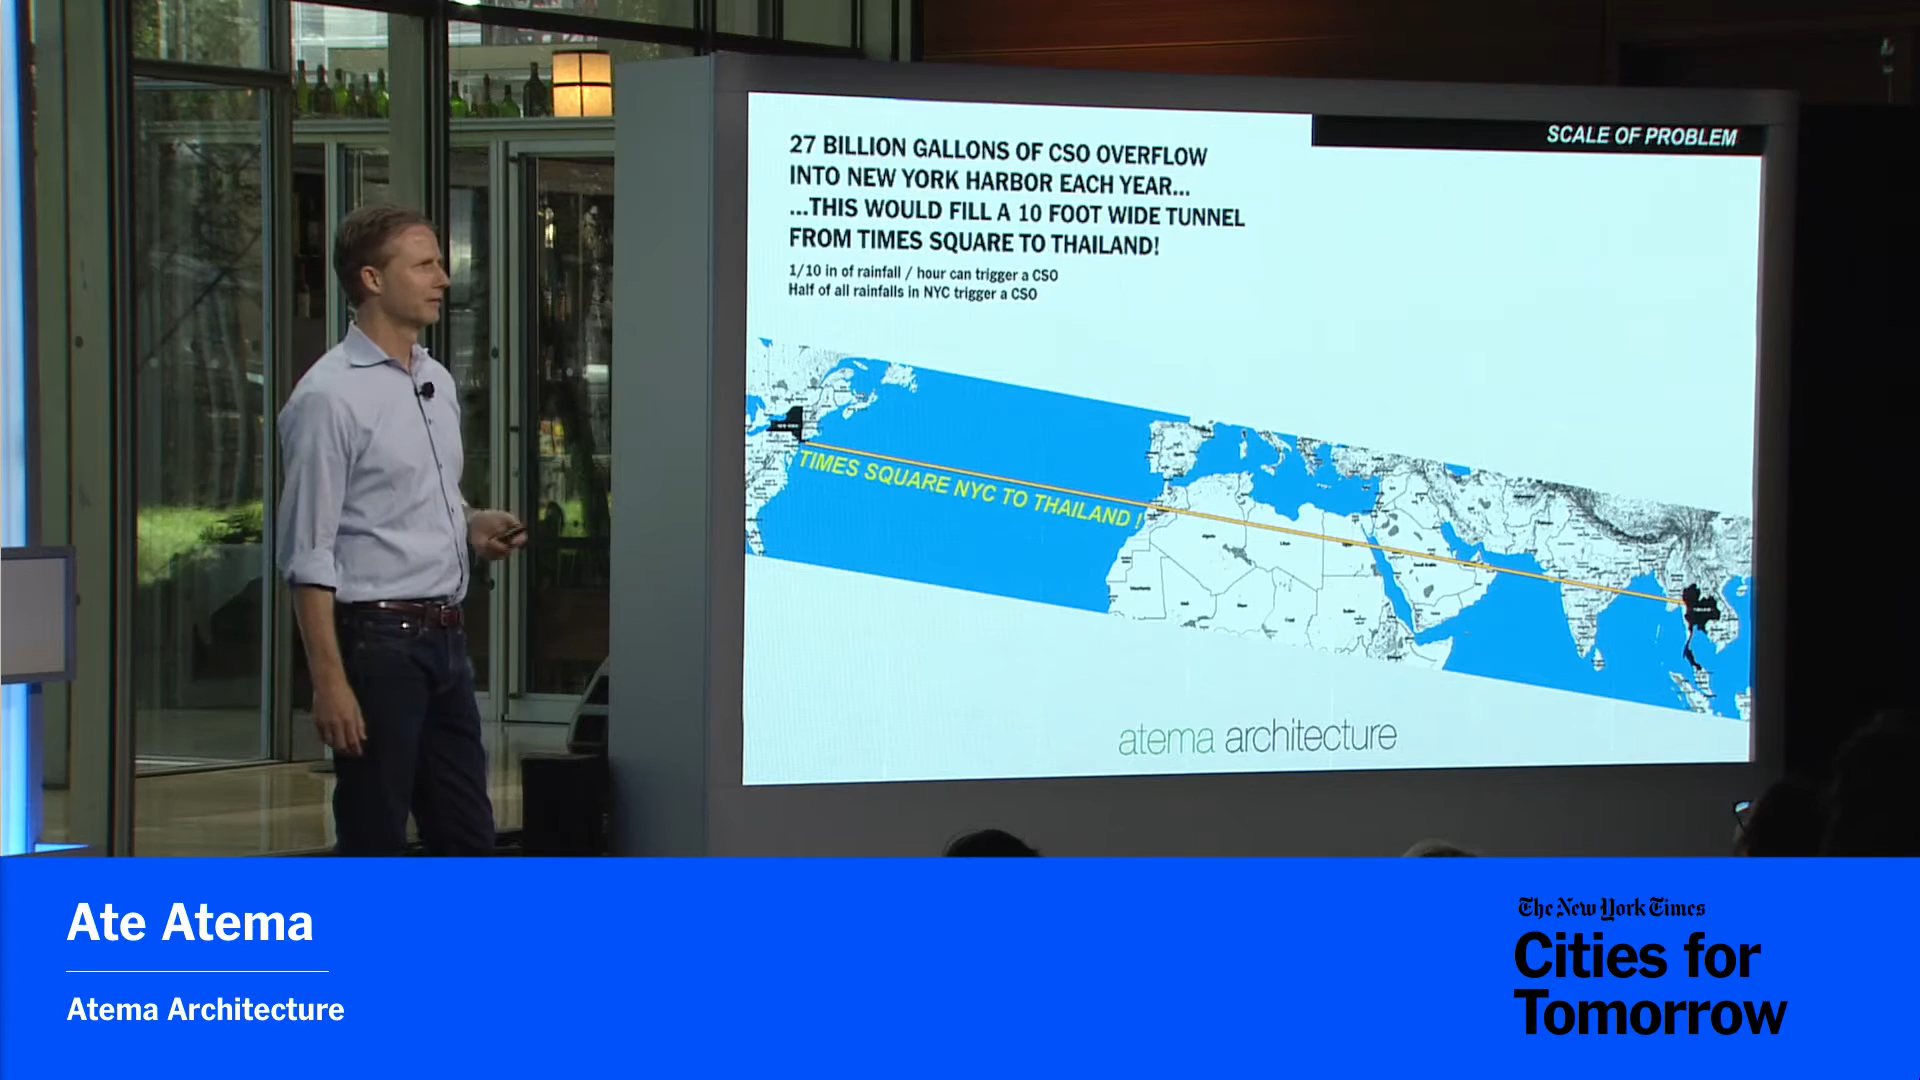 SCALE OF PROBLEM
27 BILLION GALLONS OF CSO OVERFLOW
INTO NEW YORK HARBOR EACH YEAR...
...THIS WOULD FILL A 10 FOOT WIDE TUNNEL
FROM TIMES SQUARE TO THAILAND!
1/10 in of rainfall / hour can trigger a CSO
Half of all rainfalls in NYC trigger a CSO
TIMES SQUARE NYC TO THAILAND !
atema architecture
Ate Atema
Atema Architecture
The New York Times
Cities for
Tomorrow